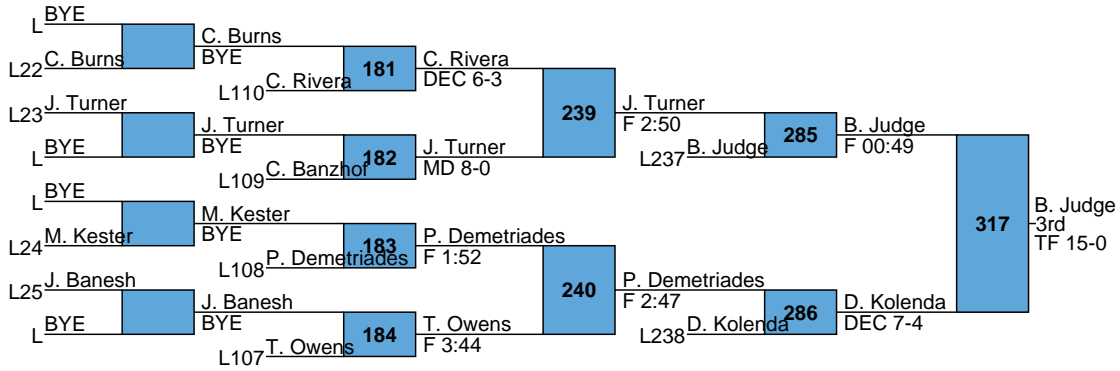 L BYE
L22 C. Burns
C. Burns
BYE
L110 C. Rivera
181
C. Rivera
DEC 6-3
L23 J. Turner
L BYE
J. Turner
BYE
L109 C. Banzhof
182
J. Turner
MD 8-0
239
J. Turner
F 2:50
L237 B. Judge
285
B. Judge
F 00:49
L BYE
L24 M. Kester
M. Kester
BYE
L108 P. Demetriades
183
P. Demetriades
F 1:52
L25 J. Banesh
L BYE
J. Banesh
BYE
L107 T. Owens
184
T. Owens
F 3:44
240
P. Demetriades
F 2:47
L238 D. Kolenda
286
D. Kolenda
DEC 7-4
317
B. Judge
3rd
TF 15-0